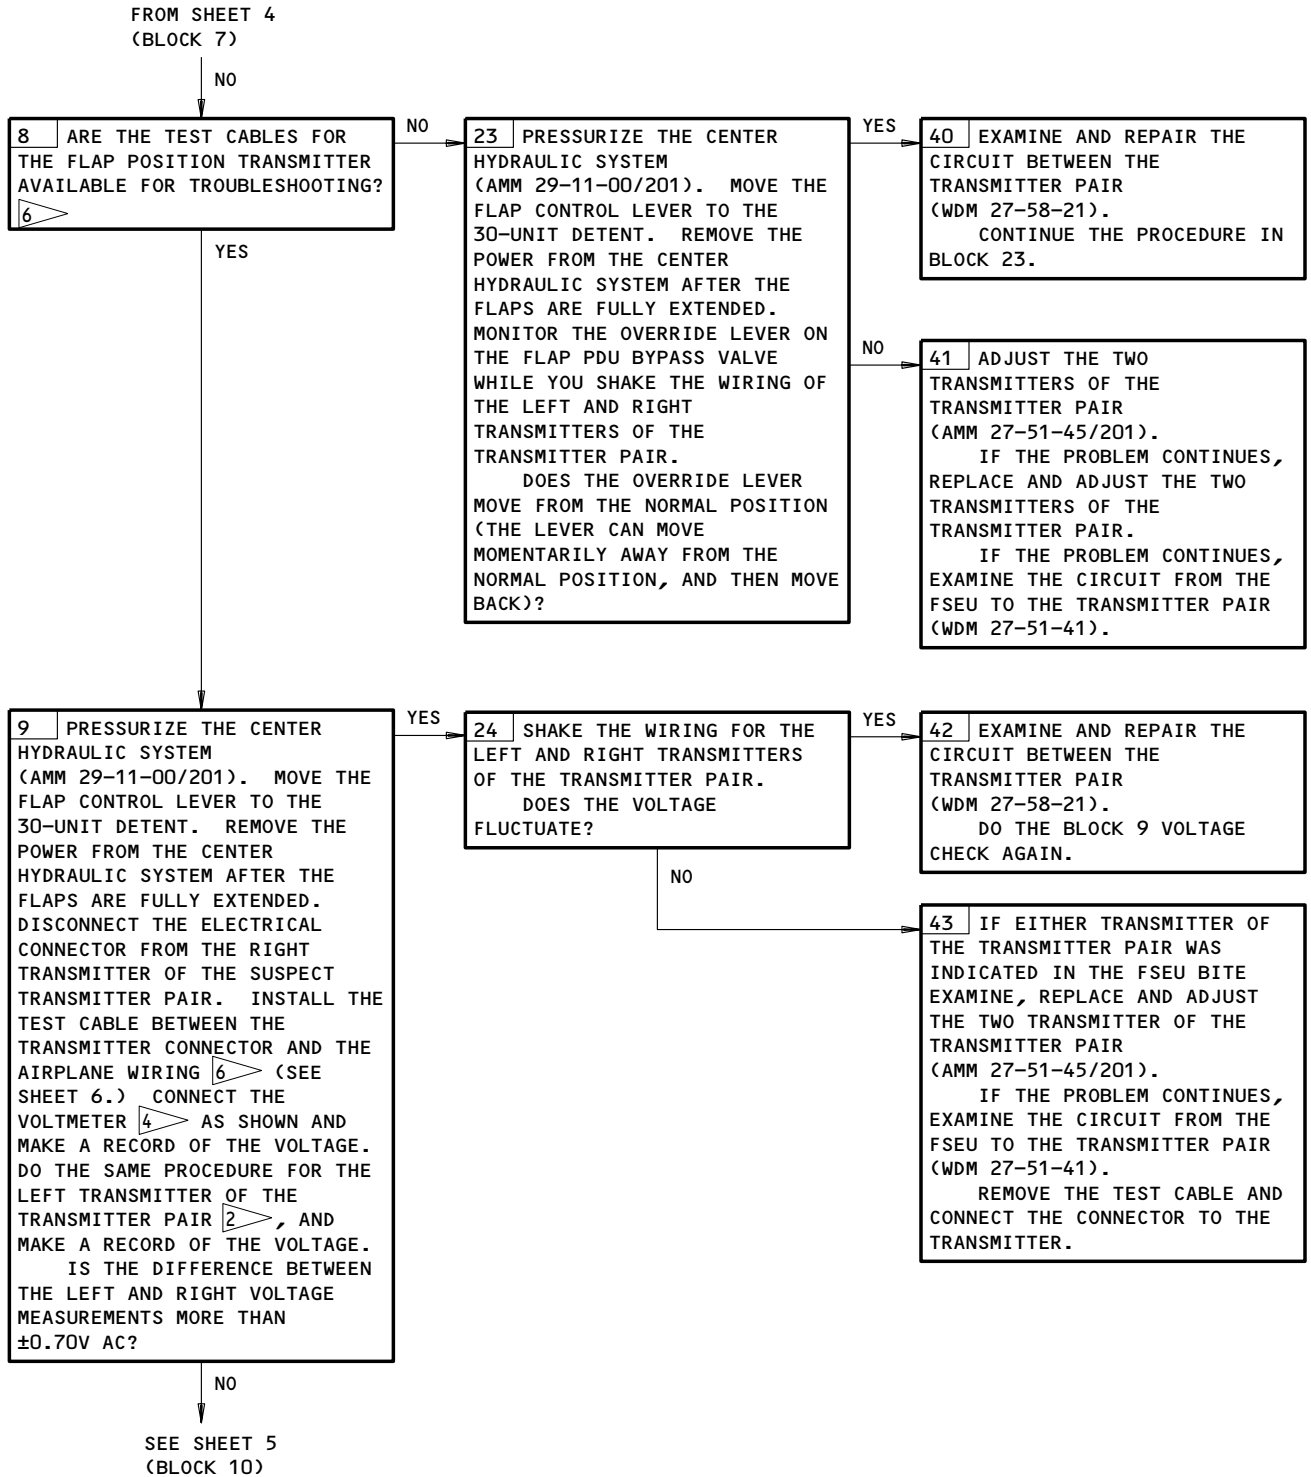 FROM SHEET 4
(BLOCK 7)
NO
8 ARE THE TEST CABLES FOR
THE FLAP POSITION TRANSMITTER
AVAILABLE FOR TROUBLESHOOTING?
6
NO
YES
23 PRESSURIZE THE CENTER
HYDRAULIC SYSTEM
(AMM 29-11-00/201). MOVE THE
FLAP CONTROL LEVER TO THE
30-UNIT DETENT. REMOVE THE
POWER FROM THE CENTER
HYDRAULIC SYSTEM AFTER THE
FLAPS ARE FULLY EXTENDED.
MONITOR THE OVERRIDE LEVER ON
THE FLAP PDU BYPASS VALVE
WHILE YOU SHAKE THE WIRING OF
THE LEFT AND RIGHT
TRANSMITTERS OF THE
TRANSMITTER PAIR.
DOES THE OVERRIDE LEVER
MOVE FROM THE NORMAL POSITION
(THE LEVER CAN MOVE
MOMENTARILY AWAY FROM THE
NORMAL POSITION, AND THEN MOVE
BACK)?
YES
40 EXAMINE AND REPAIR THE
CIRCUIT BETWEEN THE
TRANSMITTER PAIR
(WDM 27-58-21).
CONTINUE THE PROCEDURE IN
BLOCK 23.
NO
41 ADJUST THE TWO
TRANSMITTERS OF THE
TRANSMITTER PAIR
(AMM 27-51-45/201).
IF THE PROBLEM CONTINUES,
REPLACE AND ADJUST THE TWO
TRANSMITTERS OF THE
TRANSMITTER PAIR.
IF THE PROBLEM CONTINUES,
EXAMINE THE CIRCUIT FROM THE
FSEU TO THE TRANSMITTER PAIR
(WDM 27-51-41).
9 PRESSURIZE THE CENTER
HYDRAULIC SYSTEM
(AMM 29-11-00/201). MOVE THE
FLAP CONTROL LEVER TO THE
30-UNIT DETENT. REMOVE THE
POWER FROM THE CENTER
HYDRAULIC SYSTEM AFTER THE
FLAPS ARE FULLY EXTENDED.
DISCONNECT THE ELECTRICAL
CONNECTOR FROM THE RIGHT
TRANSMITTER OF THE SUSPECT
TRANSMITTER PAIR. INSTALL THE
TEST CABLE BETWEEN THE
TRANSMITTER CONNECTOR AND THE
AIRPLANE WIRING 6 (SEE
SHEET 6.) CONNECT THE
VOLTMETER 4 AS SHOWN AND
MAKE A RECORD OF THE VOLTAGE.
DO THE SAME PROCEDURE FOR THE
LEFT TRANSMITTER OF THE
TRANSMITTER PAIR 2 , AND
MAKE A RECORD OF THE VOLTAGE.
IS THE DIFFERENCE BETWEEN
THE LEFT AND RIGHT VOLTAGE
MEASUREMENTS MORE THAN
±0.70V AC?
YES
24 SHAKE THE WIRING FOR THE
LEFT AND RIGHT TRANSMITTERS
OF THE TRANSMITTER PAIR.
DOES THE VOLTAGE
FLUCTUATE?
YES
42 EXAMINE AND REPAIR THE
CIRCUIT BETWEEN THE
TRANSMITTER PAIR
(WDM 27-58-21).
DO THE BLOCK 9 VOLTAGE
CHECK AGAIN.
NO
43 IF EITHER TRANSMITTER OF
THE TRANSMITTER PAIR WAS
INDICATED IN THE FSEU BITE
EXAMINE, REPLACE AND ADJUST
THE TWO TRANSMITTER OF THE
TRANSMITTER PAIR
(AMM 27-51-45/201).
IF THE PROBLEM CONTINUES,
EXAMINE THE CIRCUIT FROM THE
FSEU TO THE TRANSMITTER PAIR
(WDM 27-51-41).
REMOVE THE TEST CABLE AND
CONNECT THE CONNECTOR TO THE
TRANSMITTER.
NO
SEE SHEET 5
(BLOCK 10)